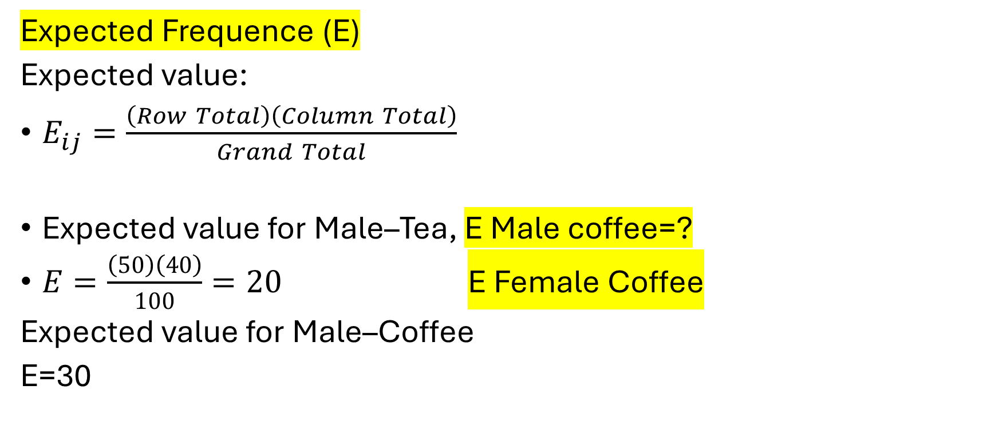 Expected Frequence (E)
Expected value:
• E_{ij} = \frac{(Row Total)(Column Total)}{Grand Total}
• Expected value for Male–Tea, E Male coffee=?
• E = \frac{(50)(40)}{100} = 20 E Female Coffee
Expected value for Male–Coffee
E=30